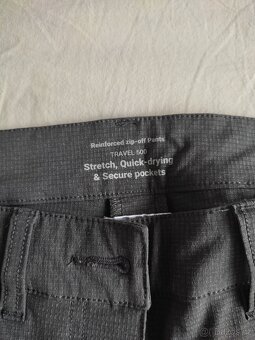 Reinforced zip-off Pants
TRAVEL 500
Stretch, Quick-drying
& Secure pockets